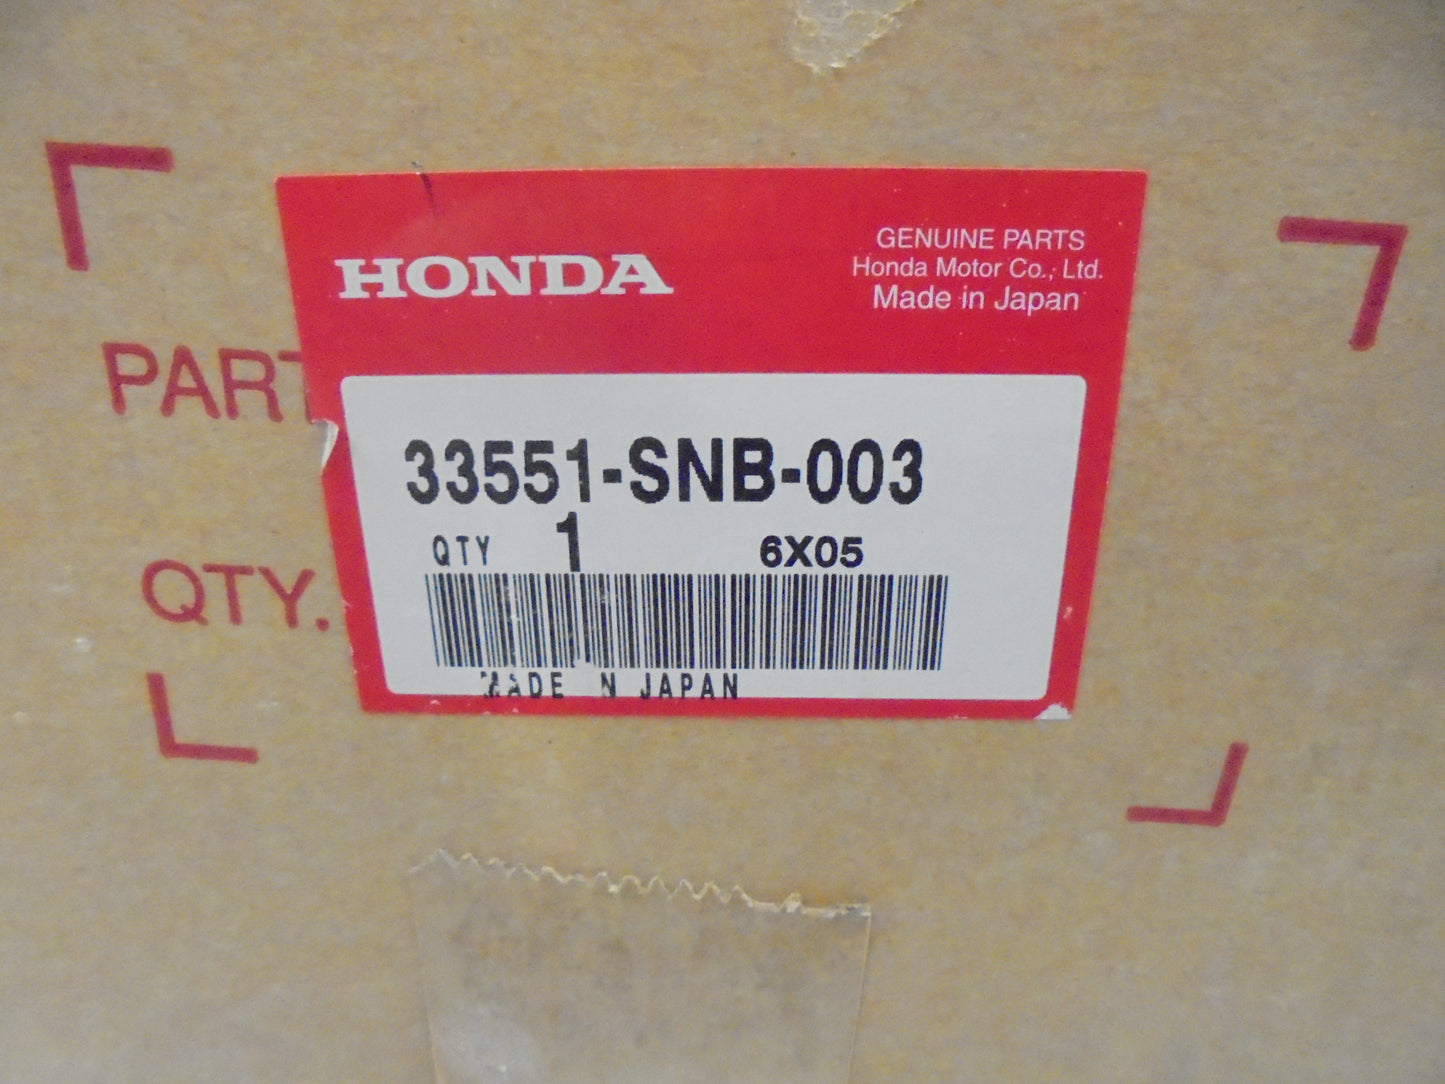 HONDA
GENUINE PARTS
Honda Motor Co., Ltd.
Made in Japan
PART
33551-SNB-003
QTY 1 6X05
QTY.
MADE N JAPAN